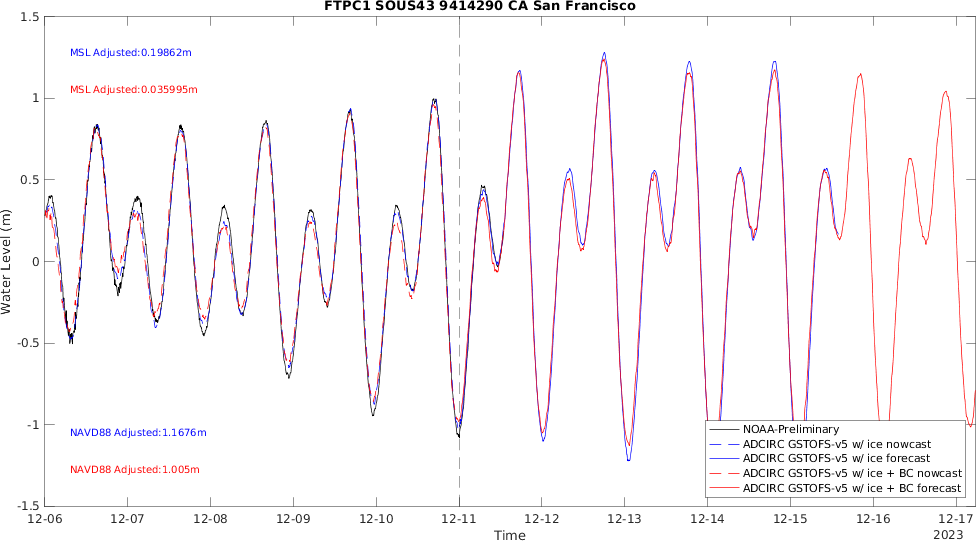 FTPC1 SOUS43 9414290 CA San Francisco
1.5
1
0.5
0
-0.5
-1
-1.5
Water Level (m)
MSL Adjusted:0.19862m
MSL Adjusted:0.035995m
NAVD88 Adjusted:1.1676m
NAVD88 Adjusted:1.005m
NOAA-Preliminary
ADCIRC GSTOFS-v5 w/ ice nowcast
ADCIRC GSTOFS-v5 w/ ice forecast
ADCIRC GSTOFS-v5 w/ ice + BC nowcast
ADCIRC GSTOFS-v5 w/ ice + BC forecast
12-06 12-07 12-08 12-09 12-10 12-11 12-12 12-13 12-14 12-15 12-16 12-17
Time
2023